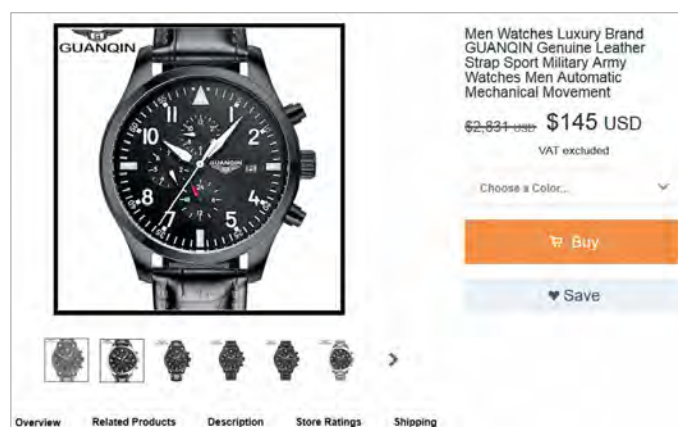 GUANQIN
11
1
10
2
GUANQIN
8
4
7
5
Men Watches Luxury Brand
GUANQIN Genuine Leather
Strap Sport Military Army
Watches Men Automatic
Mechanical Movement
$2,831 USD $145 USD
VAT excluded
Choose a Color...
Buy
Save
Overview Related Products Description Store Ratings Shipping